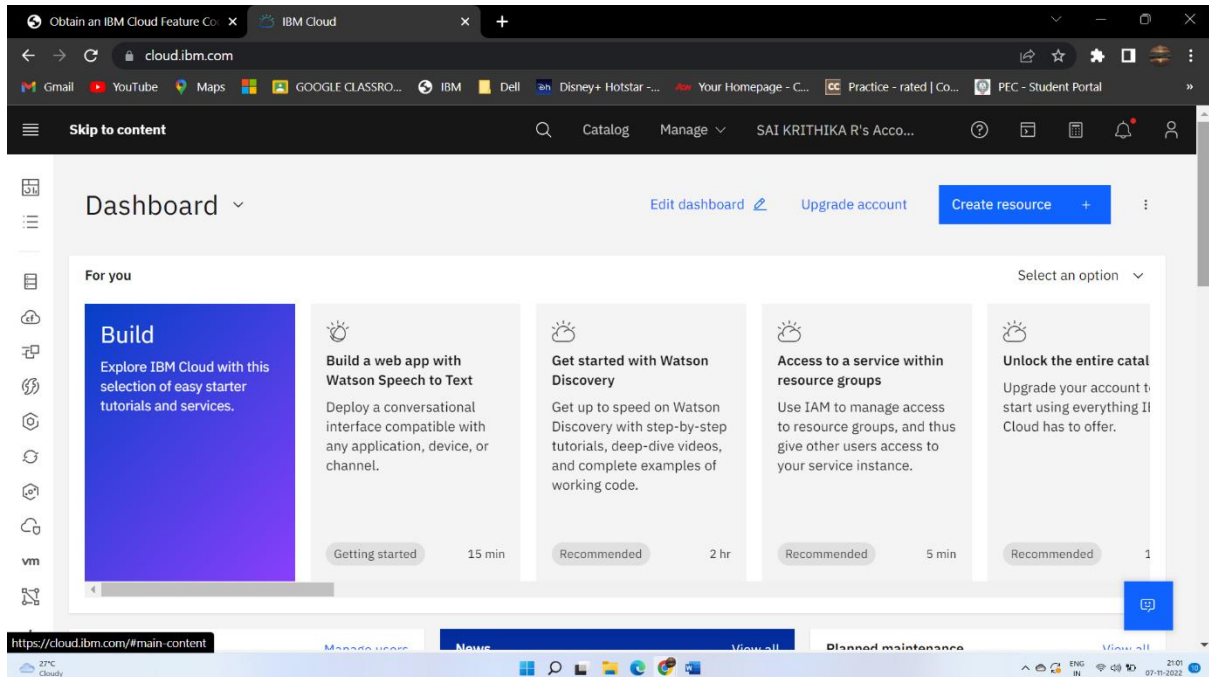 Obtain an IBM Cloud Feature Co
IBM Cloud
cloud.ibm.com
Gmail
YouTube
Maps
GOOGLE CLASSRO...
IBM
Dell
Disney+ Hotstar -...
Your Homepage - C...
Practice - rated | Co...
PEC - Student Portal
»
Skip to content
Catalog
Manage
SAI KRITHIKA R's Acco...
Dashboard
Edit dashboard
Upgrade account
Create resource +
For you
Select an option
Build
Explore IBM Cloud with this
selection of easy starter
tutorials and services.
Build a web app with
Watson Speech to Text
Deploy a conversational
interface compatible with
any application, device, or
channel.
Getting started
15 min
Get started with Watson
Discovery
Get up to speed on Watson
Discovery with step-by-step
tutorials, deep-dive videos,
and complete examples of
working code.
Recommended
2 hr
Access to a service within
resource groups
Use IAM to manage access
to resource groups, and thus
give other users access to
your service instance.
Recommended
5 min
Unlock the entire catal
Upgrade your account t
start using everything I
Cloud has to offer.
Recommended
1
vm
https://cloud.ibm.com/#main-content
Manage users
News
View all
Planned maintenance
View all
27°C
Cloudy
ENG
IN
21:01
07-11-2022
10